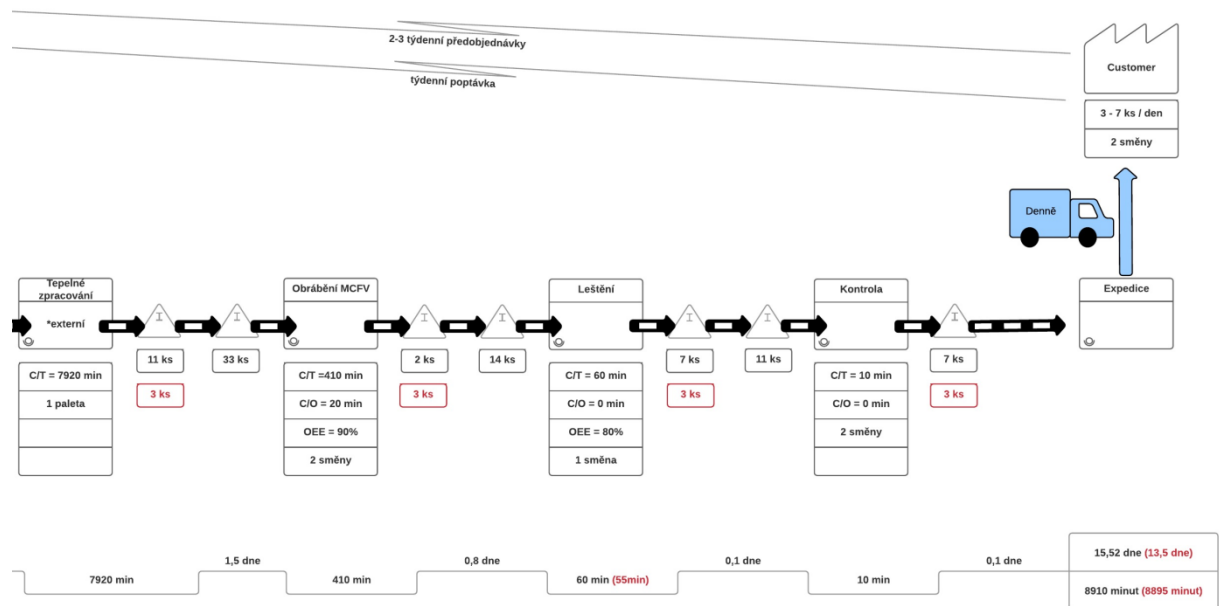 2-3 týdenní předobjednávky
týdenní poptávka
Customer
3 - 7 ks / den
2 směny
Denně
Tepelné
zpracování
*externí
C/T = 7920 min
1 paleta
I
11 ks
3 ks
I
33 ks
Obrábění MCFV
C/T =410 min
C/O = 20 min
OEE = 90%
2 směny
I
2 ks
3 ks
I
14 ks
Leštění
C/T = 60 min
C/O = 0 min
OEE = 80%
1 směna
I
7 ks
3 ks
I
11 ks
Kontrola
C/T = 10 min
C/O = 0 min
2 směny
I
7 ks
3 ks
Expedice
7920 min
1,5 dne
410 min
0,8 dne
60 min (55min)
0,1 dne
10 min
0,1 dne
15,52 dne (13,5 dne)
8910 minut (8895 minut)